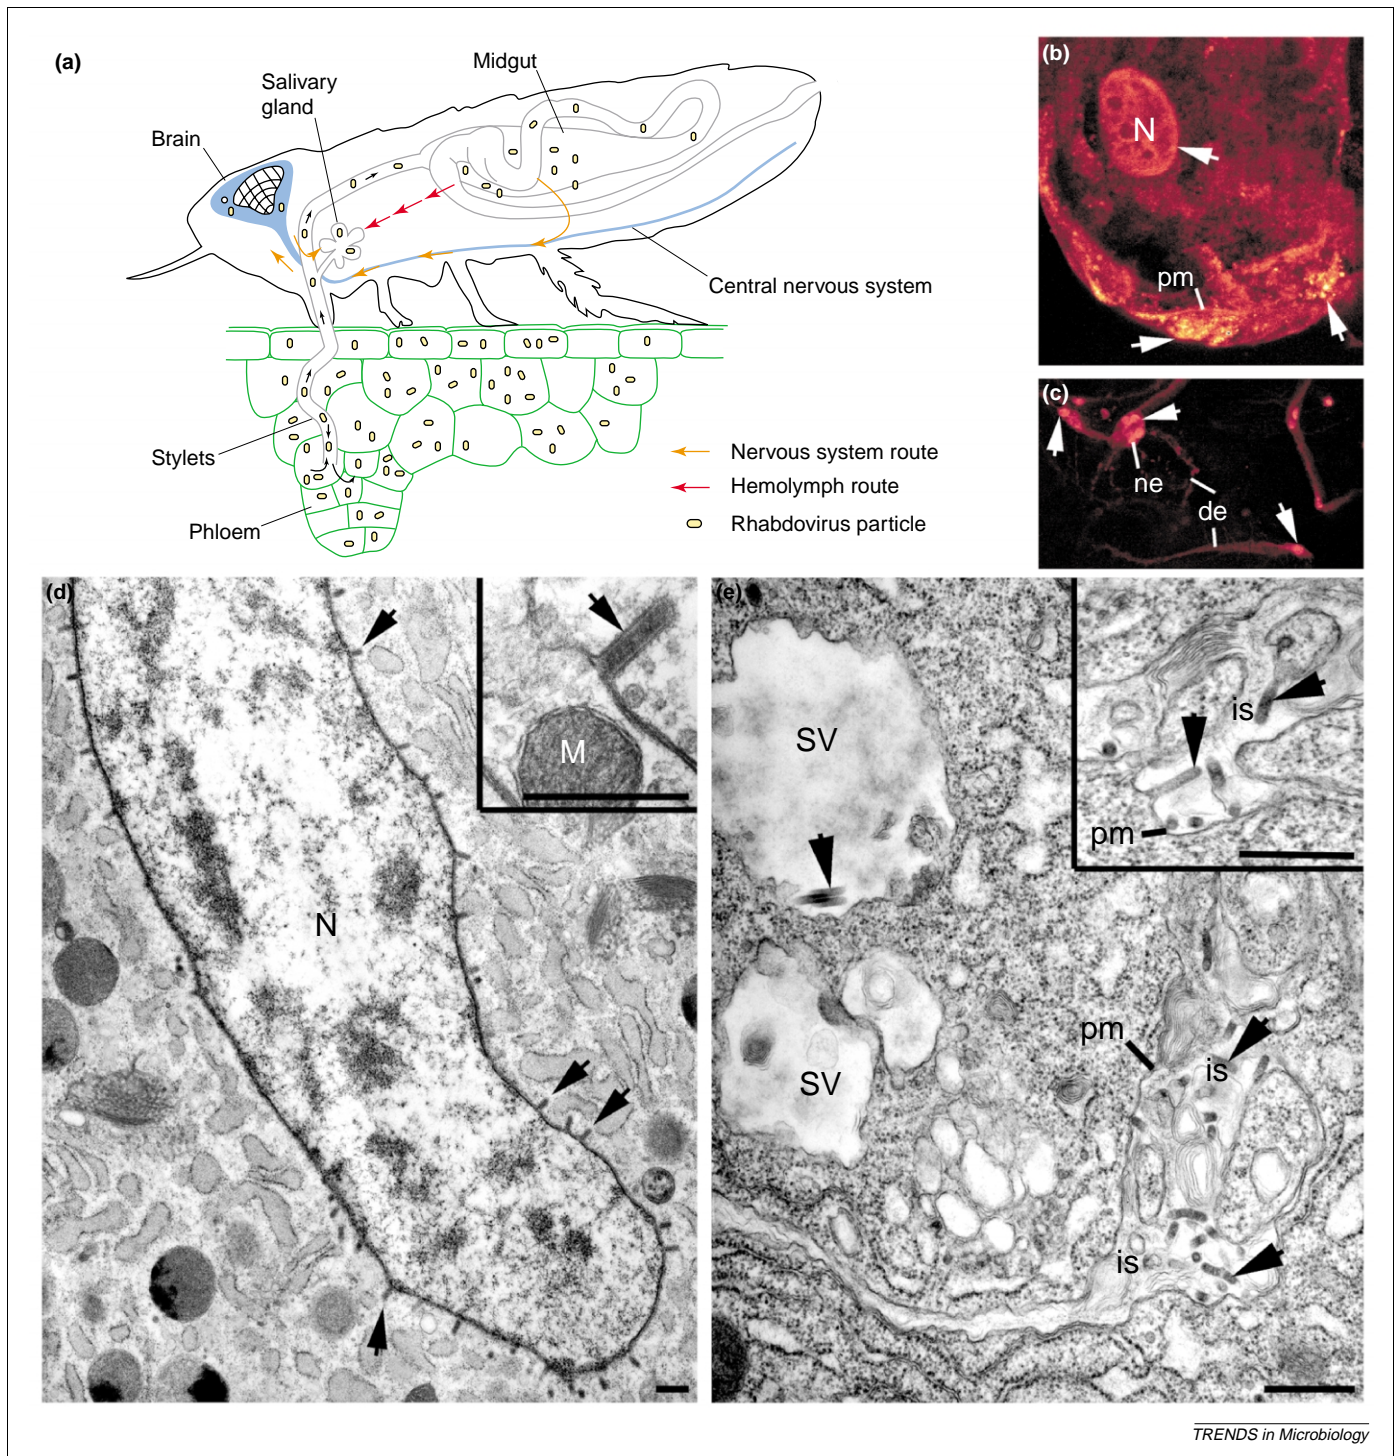 (a)
Midgut
Salivary
gland
Brain
Central nervous system
Stylets
Phloem
Nervous system route
Hemolymph route
Rhabdovirus particle
(b)
N
pm
(c)
ne
de
(d)
M
N
(e)
SV
SV
pm
is
is
is
pm
TRENDS in Microbiology